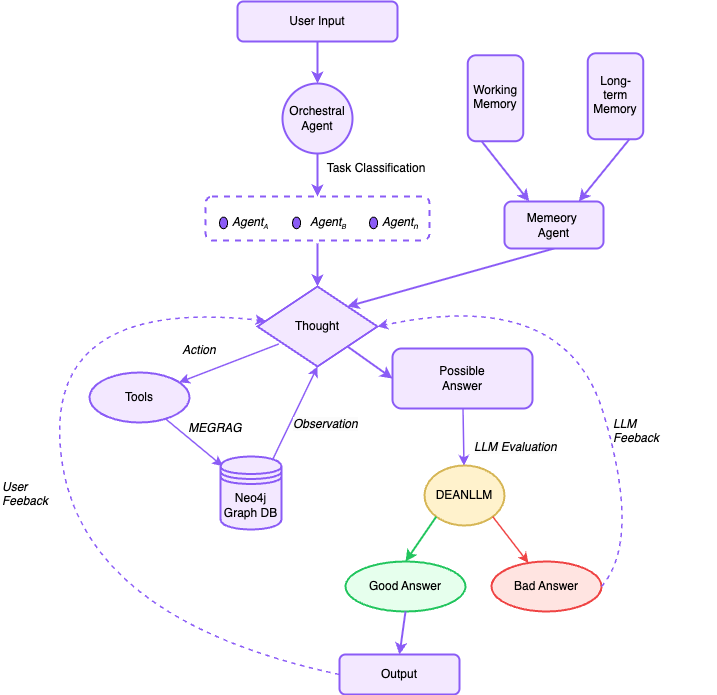 User Input
Orchestral
Agent
Working
Memory
Long-
term
Memory
Task Classification
Agent_A
Agent_B
Agent_n
Memeory
Agent
Thought
Action
Possible
Answer
Tools
MEGRAG
Observation
LLM
Feeback
LLM Evaluation
User
Feeback
Neo4j
Graph DB
DEANLLM
Good Answer
Bad Answer
Output